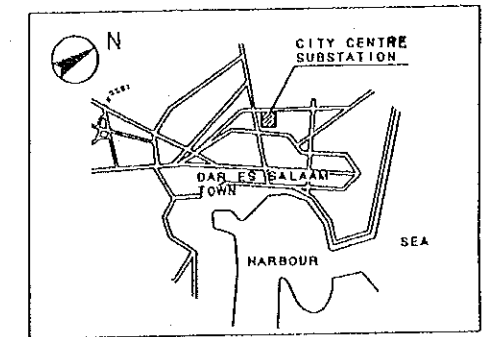 N
CITY CENTRE
SUBSTATION
DAR ES SALAAM
TOWN
HARBOUR
SEA